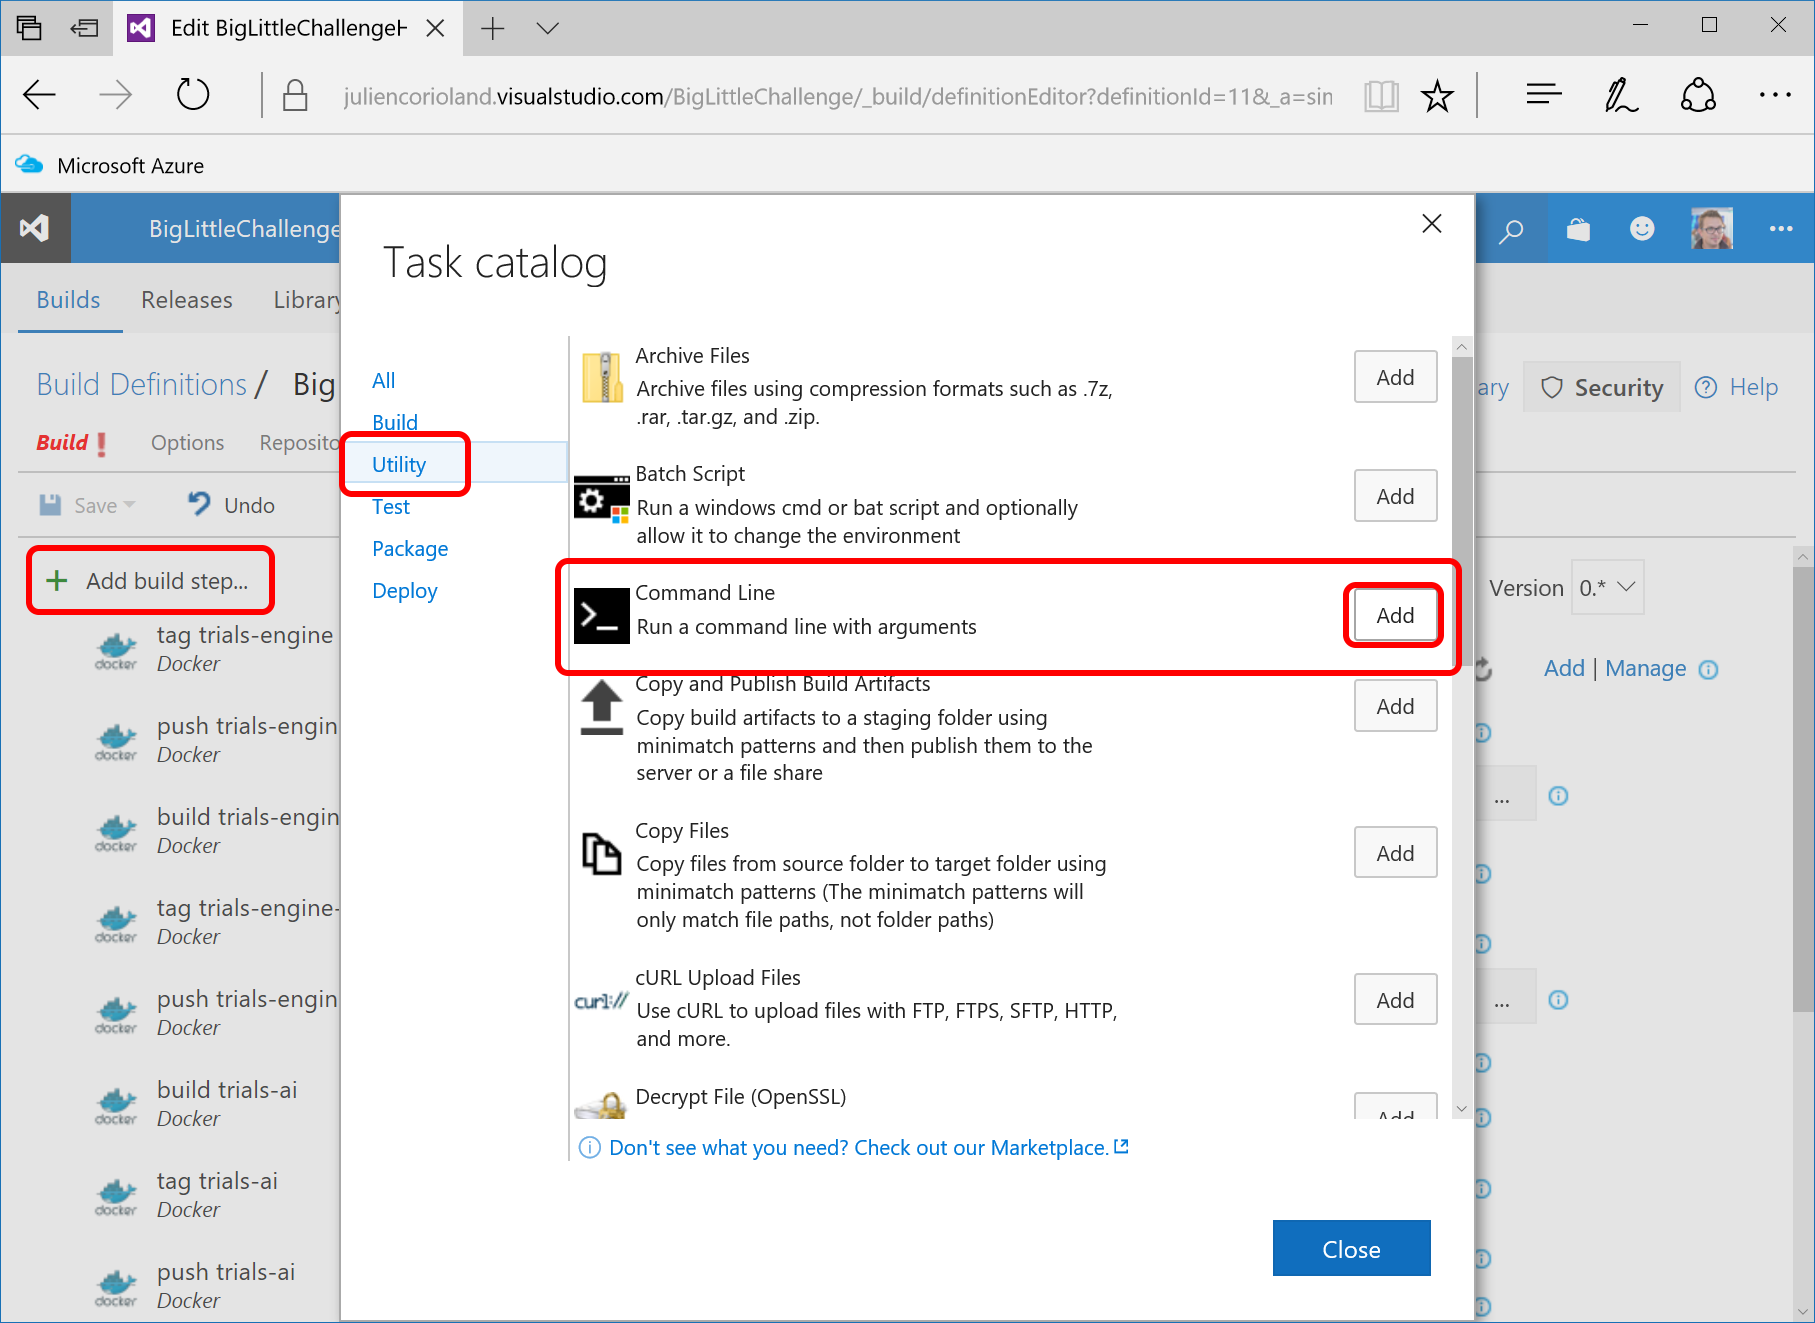 Edit BigLittleChallengeH
juliencorioland.visualstudio.com/BigLittleChallenge/_build/definitionEditor?definitionId=11&_a=sin
Microsoft Azure
BigLittleChallenge
Builds
Releases
Library
Build Definitions / Big
Build !
Options
Reposito
Save
Undo
Add build step...
tag trials-engine
Docker
push trials-engin
Docker
build trials-engin
Docker
tag trials-engine-
Docker
push trials-engin
Docker
build trials-ai
Docker
tag trials-ai
Docker
push trials-ai
Docker
docker
docker
docker
docker
docker
docker
docker
docker
Task catalog
All
Build
Utility
Test
Package
Deploy
Archive Files
Archive files using compression formats such as .7z,
.rar, .tar.gz, and .zip.
Add
Batch Script
Run a windows cmd or bat script and optionally
allow it to change the environment
Add
Command Line
Run a command line with arguments
Add
Copy and Publish Build Artifacts
Copy build artifacts to a staging folder using
minimatch patterns and then publish them to the
server or a file share
Add
Copy Files
Copy files from source folder to target folder using
minimatch patterns (The minimatch patterns will
only match file paths, not folder paths)
Add
curl://
cURL Upload Files
Use cURL to upload files with FTP, FTPS, SFTP, HTTP,
and more.
Add
Decrypt File (OpenSSL)
Add
Don't see what you need? Check out our Marketplace.
Close
ary
Security
Help
Version 0.*
Add | Manage
...
...